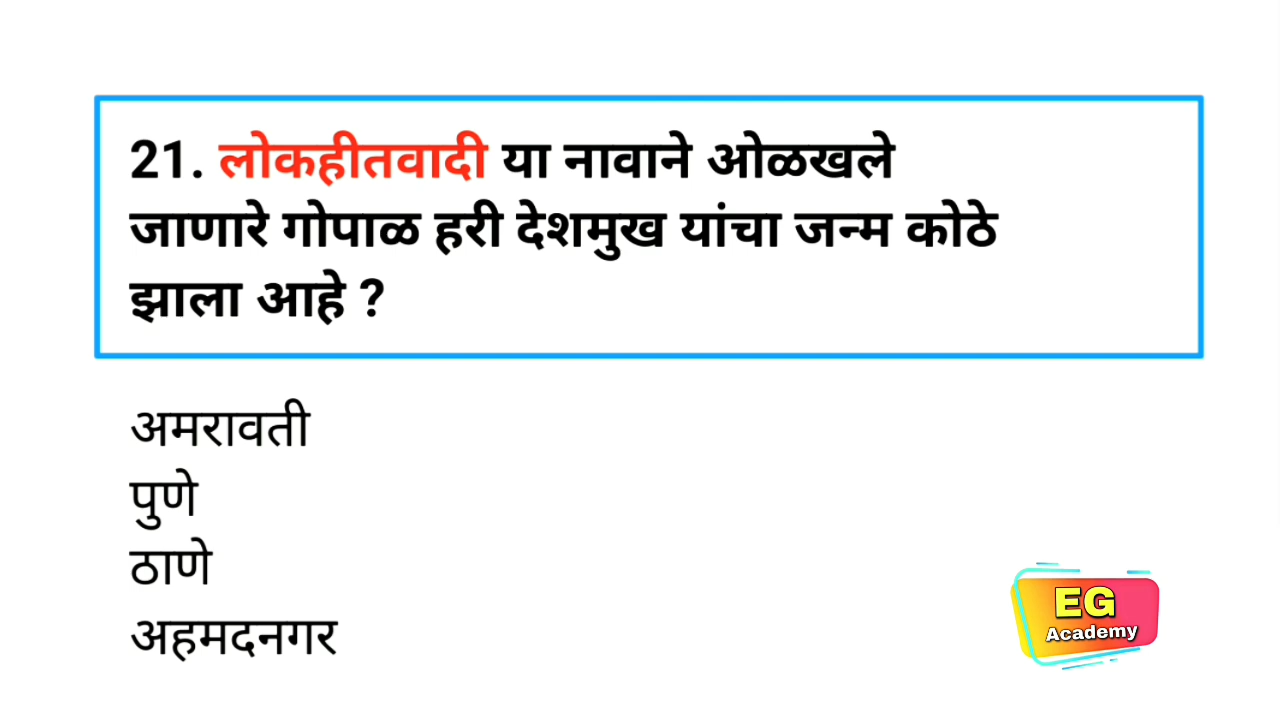 21. लोकहीतवादी या नावाने ओळखले
जाणारे गोपाळ हरी देशमुख यांचा जन्म कोठे
झाला आहे ?
अमरावती
पुणे
ठाणे
अहमदनगर
EG
Academy